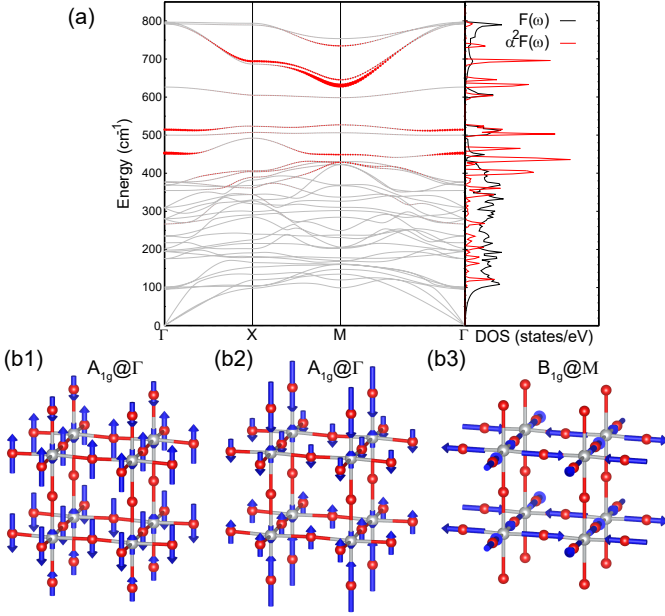 (a)
Energy (cm⁻¹)
800
700
600
500
400
300
200
100
0
Γ X M Γ
F(ω)
α²F(ω)
DOS (states/eV)
(b1) A₁g@Γ
(b2) A₁g@Γ
(b3) B₁g@M